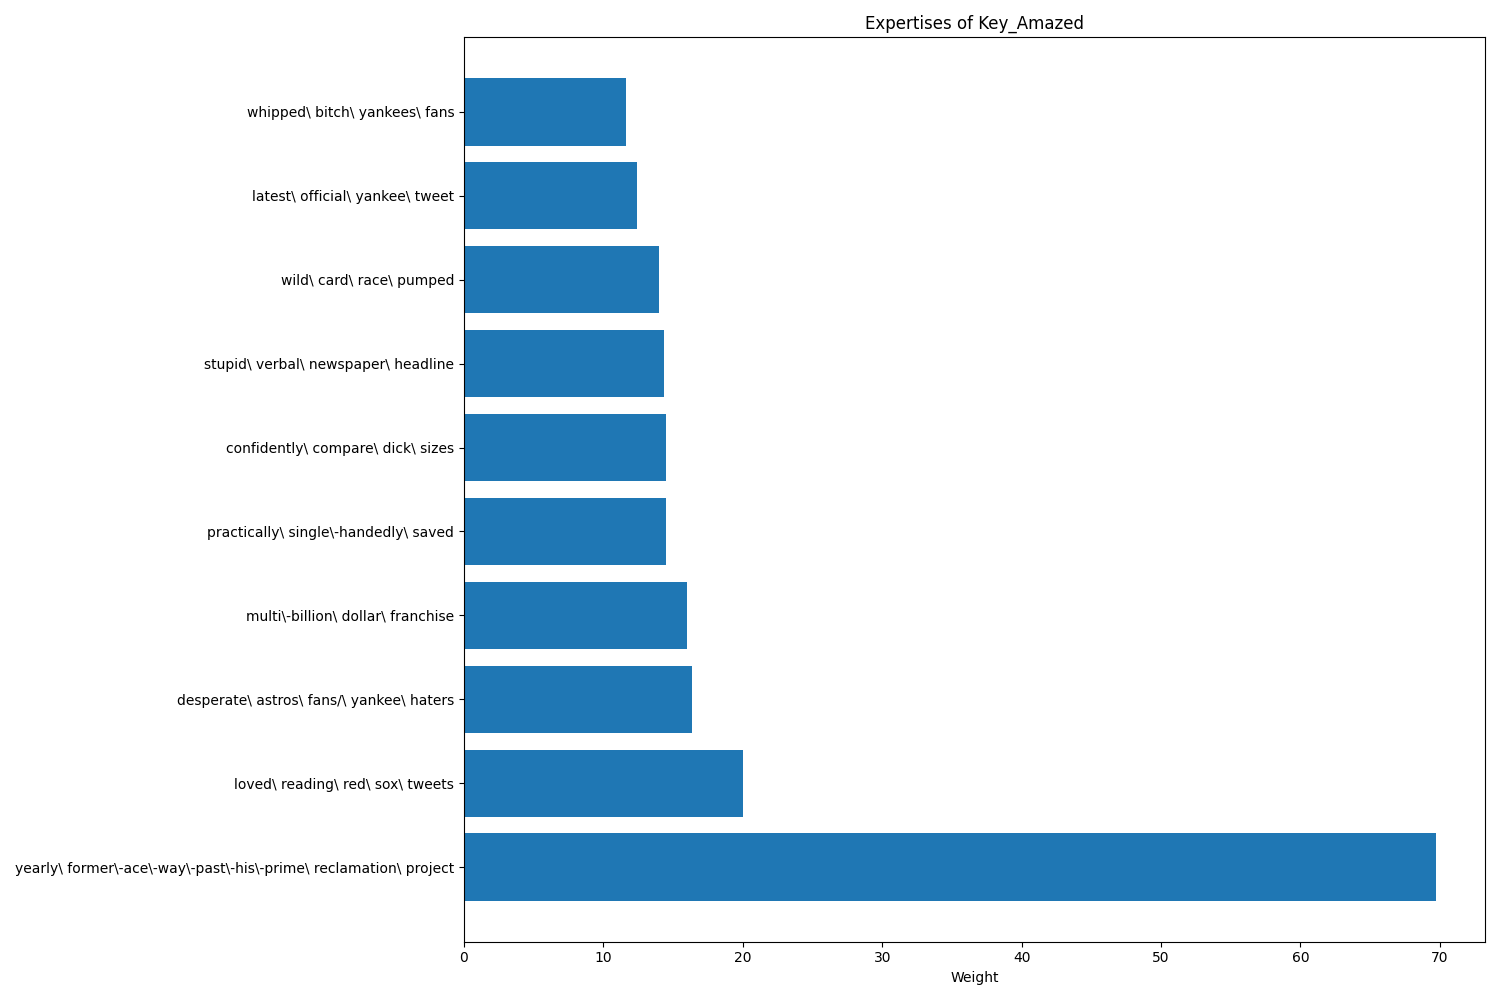 Expertises of Key_Amazed
whipped\ bitch\ yankees\ fans
latest\ official\ yankee\ tweet
wild\ card\ race\ pumped
stupid\ verbal\ newspaper\ headline
confidently\ compare\ dick\ sizes
practically\ single\-handedly\ saved
multi\-billion\ dollar\ franchise
desperate\ astros\ fans/\ yankee\ haters
loved\ reading\ red\ sox\ tweets
yearly\ former\-ace\-way\-past\-his\-prime\ reclamation\ project
0 10 20 30 40 50 60 70
Weight